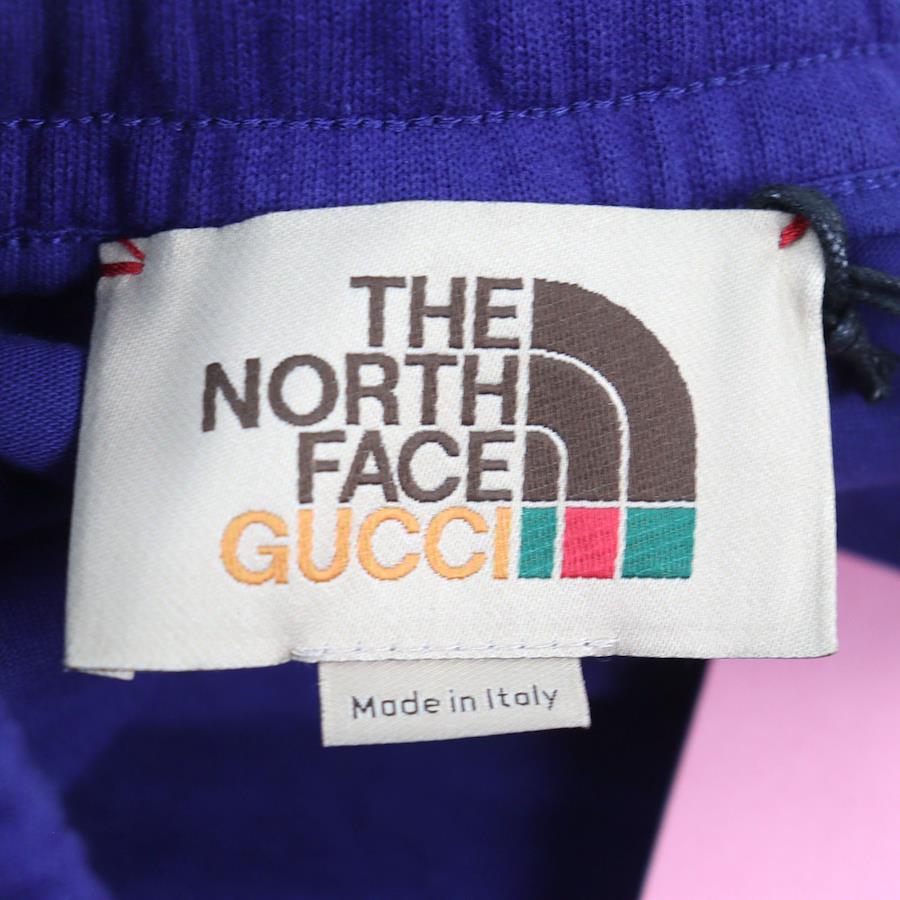 THE
NORTH
FACE
GUCCI
Made in Italy